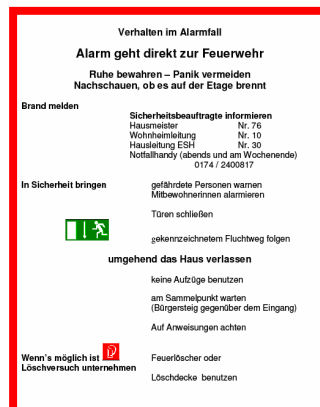 Verhalten im Alarmfall
Alarm geht direkt zur Feuerwehr
Ruhe bewahren – Panik vermeiden
Nachschauen, ob es auf der Etage brennt
Brand melden
Sicherheitsbeauftragte informieren
Hausmeister Nr. 76
Wohnheimleitung Nr. 10
Hausleitung ESH Nr. 30
Notfallhandy (abends und am Wochenende)
0174 / 2400817
In Sicherheit bringen gefährdete Personen warnen
Mitbewohnerinnen alarmieren
Türen schließen
gekennzeichnetem Fluchtweg folgen
umgehend das Haus verlassen
keine Aufzüge benutzen
am Sammelpunkt warten
(Bürgersteig gegenüber dem Eingang)
Auf Anweisungen achten
Wenn's möglich ist Feuerlöscher oder
Löschversuch unternehmen
Löschdecke benutzen